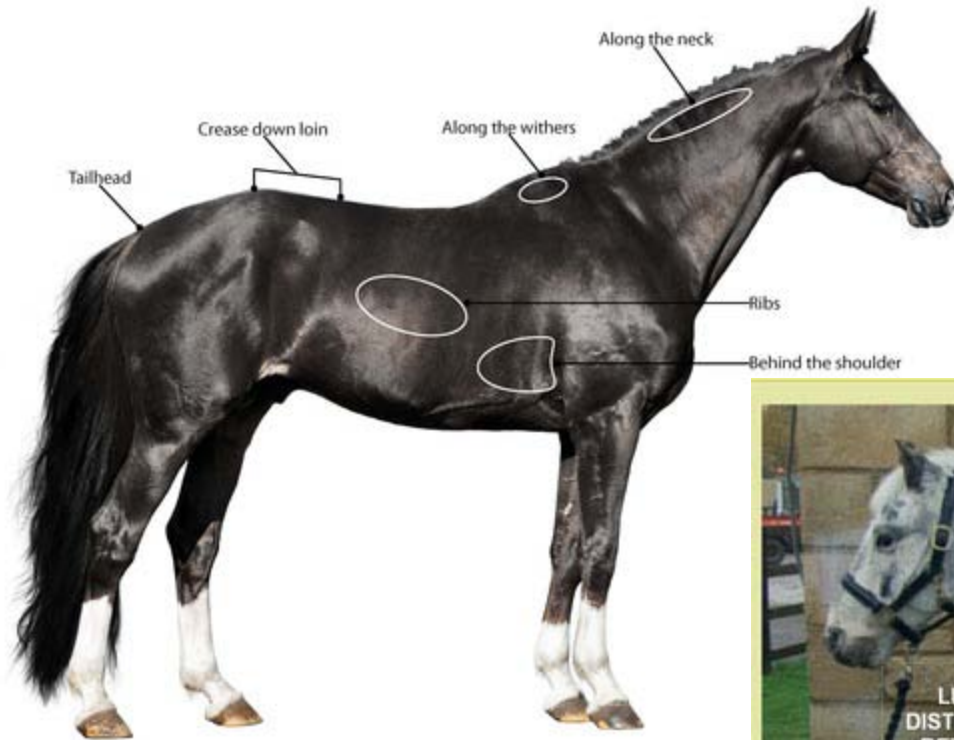 Along the neck
Crease down loin
Along the withers
Tailhead
Ribs
Behind the shoulder